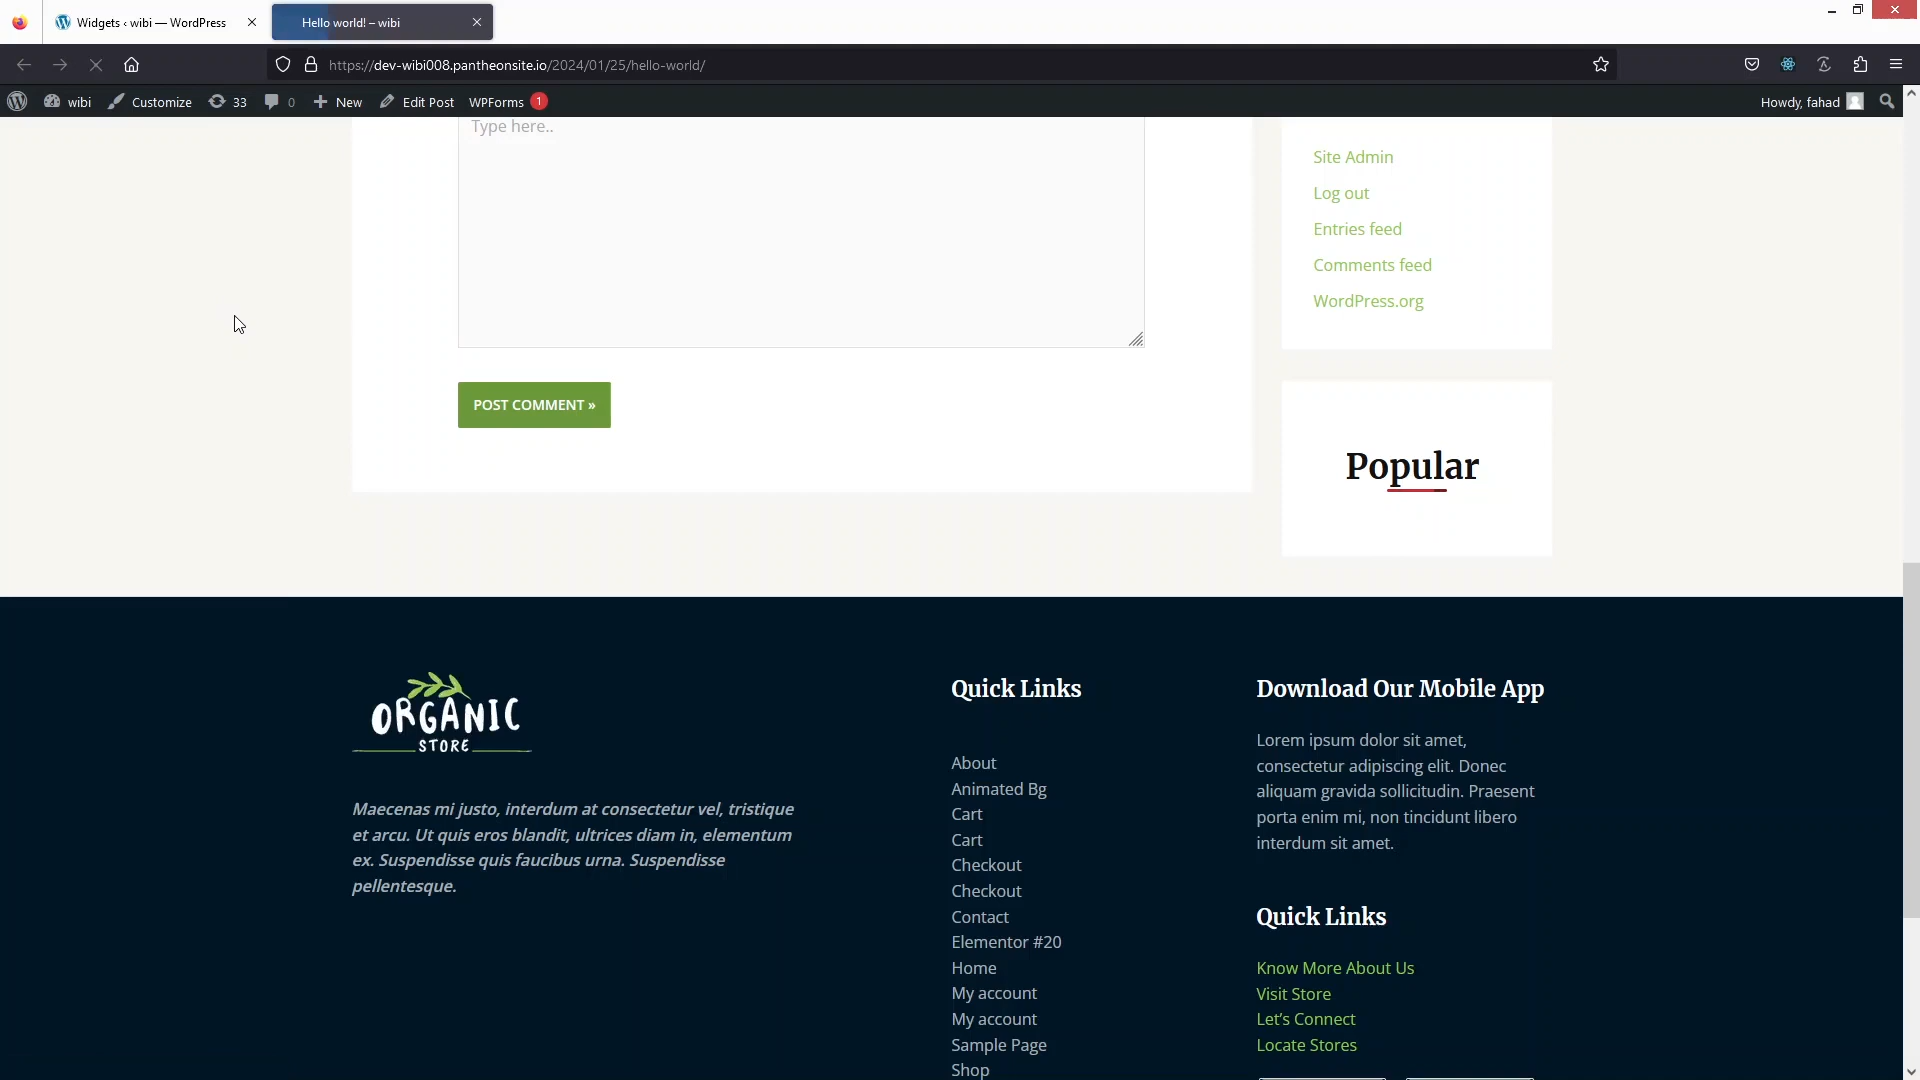 Widgets ‹ wibi — WordPress
Hello world! – wibi
https://dev-wibi008.pantheonsite.io/2024/01/25/hello-world/
wibi
Customize
33
0
New
Edit Post
WPForms 1
Howdy, fahad
Type here..
POST COMMENT »
Site Admin
Log out
Entries feed
Comments feed
WordPress.org
Popular
ORGANIC
STORE
Maecenas mi justo, interdum at consectetur vel, tristique
et arcu. Ut quis eros blandit, ultrices diam in, elementum
ex. Suspendisse quis faucibus urna. Suspendisse
pellentesque.
Quick Links
About
Animated Bg
Cart
Cart
Checkout
Checkout
Contact
Elementor #20
Home
My account
My account
Sample Page
Shop
Download Our Mobile App
Lorem ipsum dolor sit amet,
consectetur adipiscing elit. Donec
aliquam gravida sollicitudin. Praesent
porta enim mi, non tincidunt libero
interdum sit amet.
Quick Links
Know More About Us
Visit Store
Let’s Connect
Locate Stores